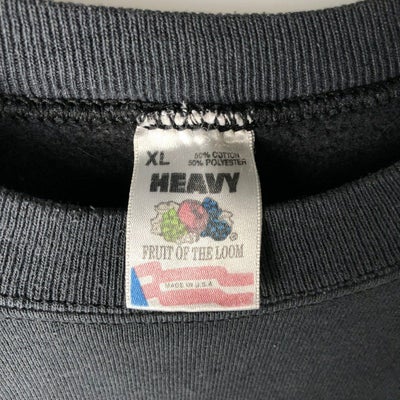 XL
50% COTTON
50% POLYESTER
HEAVY
FRUIT OF THE LOOM
MADE IN U.S.A.